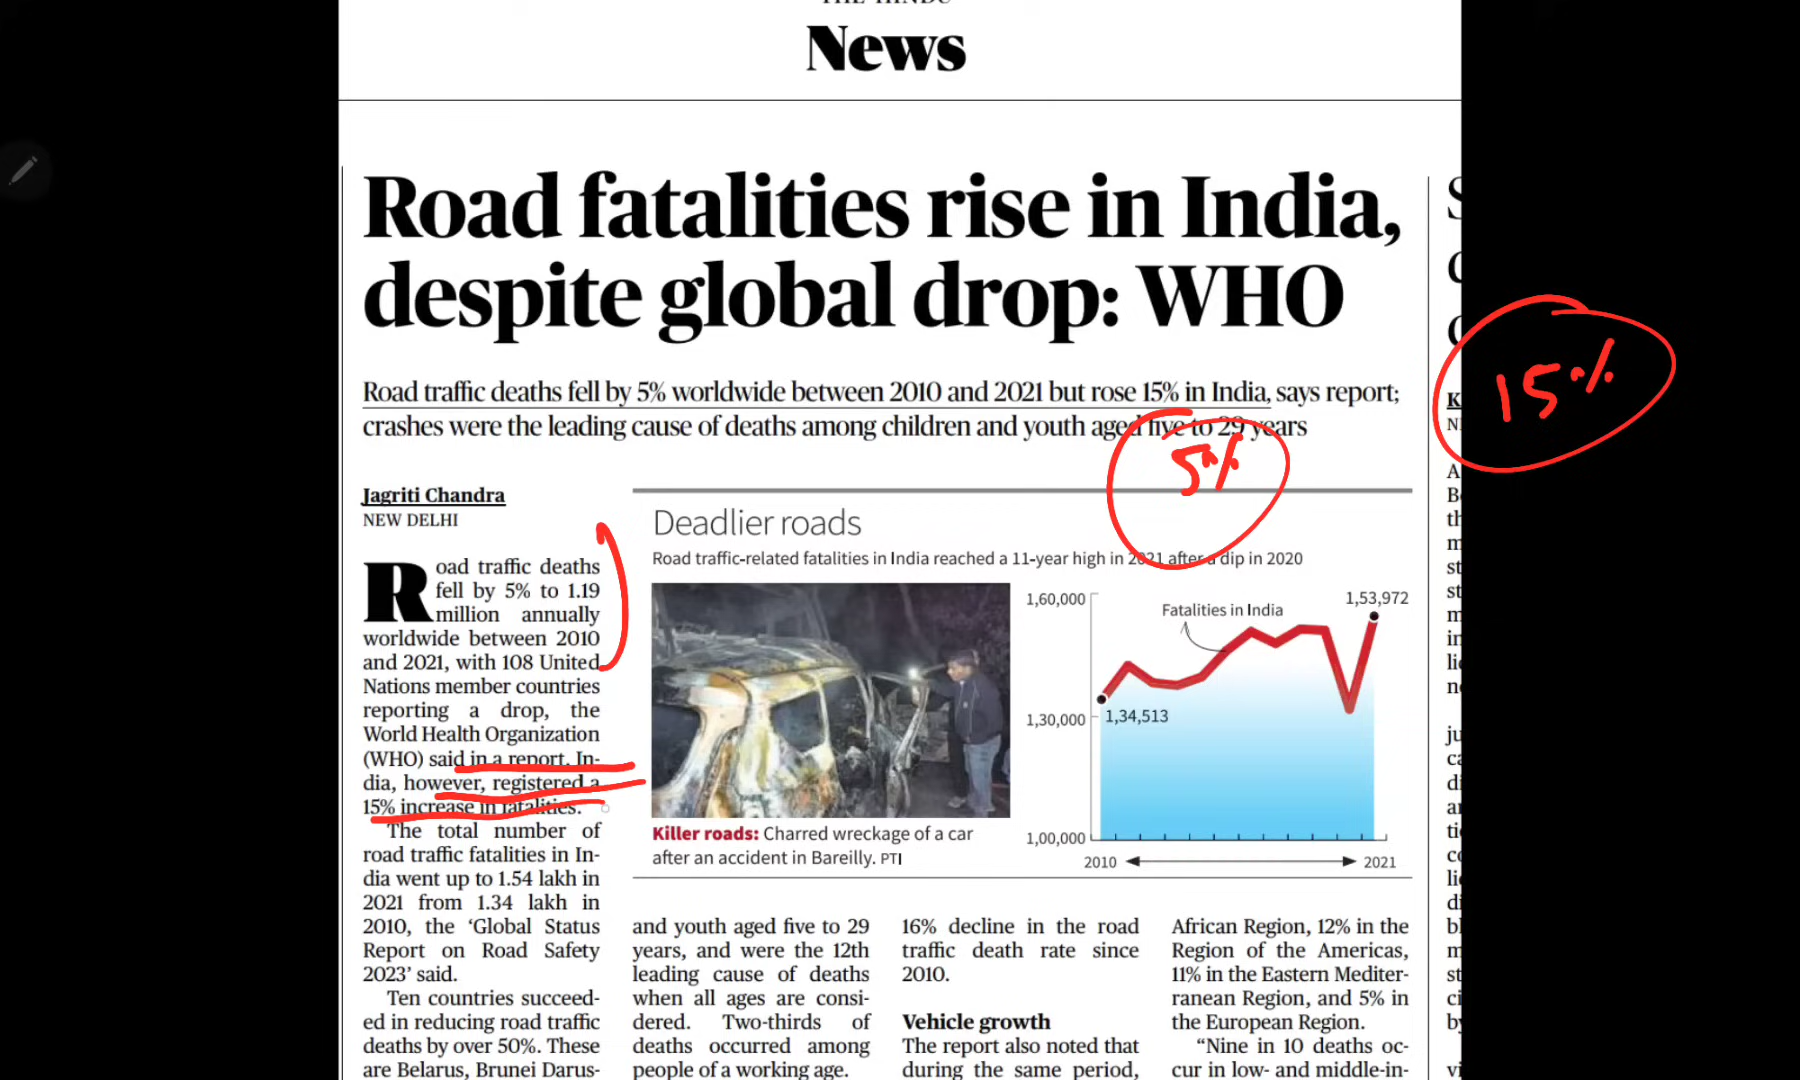 News
Road fatalities rise in India,
despite global drop: WHO
Road traffic deaths fell by 5% worldwide between 2010 and 2021 but rose 15% in India, says report;
crashes were the leading cause of deaths among children and youth aged five to 29 years
15%
5%
Jagriti Chandra
NEW DELHI
Road traffic deaths
fell by 5% to 1.19
million annually
worldwide between 2010
and 2021, with 108 United
Nations member countries
reporting a drop, the
World Health Organization
(WHO) said in a report. In-
dia, however, registered a
15% increase in fatalities.
The total number of
road traffic fatalities in In-
dia went up to 1.54 lakh in
2021 from 1.34 lakh in
2010, the ‘Global Status
Report on Road Safety
2023’ said.
Ten countries succeed-
ed in reducing road traffic
deaths by over 50%. These
are Belarus, Brunei Darus-
Deadlier roads
Road traffic-related fatalities in India reached a 11-year high in 2021 after a dip in 2020
1,60,000
Fatalities in India
1,53,972
1,30,000
1,34,513
1,00,000
2010
2021
Killer roads: Charred wreckage of a car
after an accident in Bareilly. PTI
and youth aged five to 29
years, and were the 12th
leading cause of deaths
when all ages are consi-
dered. Two-thirds of
deaths occurred among
people of a working age.
16% decline in the road
traffic death rate since
2010.
Vehicle growth
The report also noted that
during the same period,
African Region, 12% in the
Region of the Americas,
11% in the Eastern Mediter-
ranean Region, and 5% in
the European Region.
“Nine in 10 deaths oc-
cur in low- and middle-in-